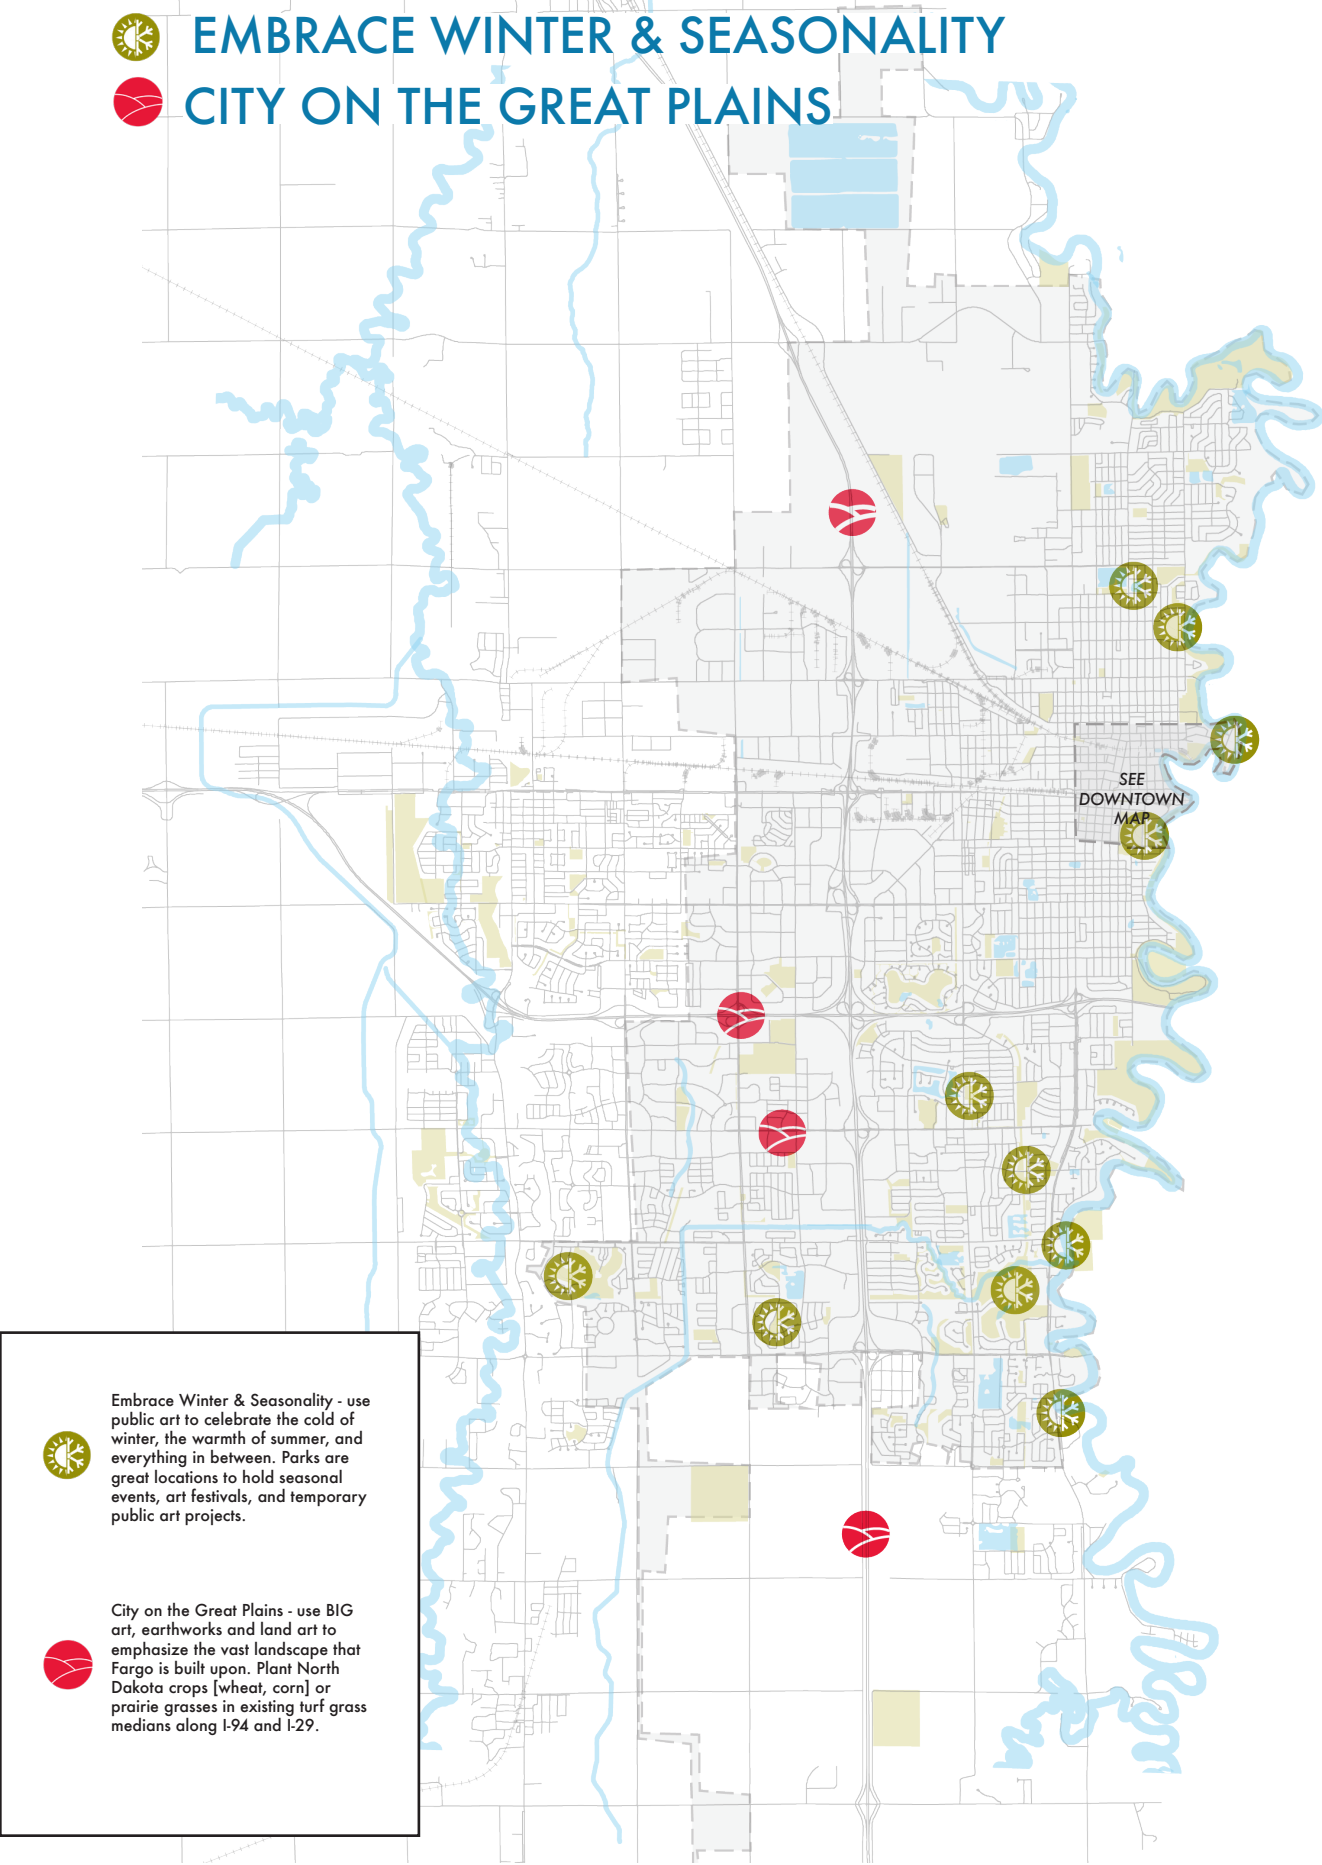 EMBRACE WINTER & SEASONALITY
CITY ON THE GREAT PLAINS
SEE
DOWNTOWN
MAP
Embrace Winter & Seasonality - use
public art to celebrate the cold of
winter, the warmth of summer, and
everything in between. Parks are
great locations to hold seasonal
events, art festivals, and temporary
public art projects.
City on the Great Plains - use BIG
art, earthworks and land art to
emphasize the vast landscape that
Fargo is built upon. Plant North
Dakota crops [wheat, corn] or
prairie grasses in existing turf grass
medians along I-94 and I-29.